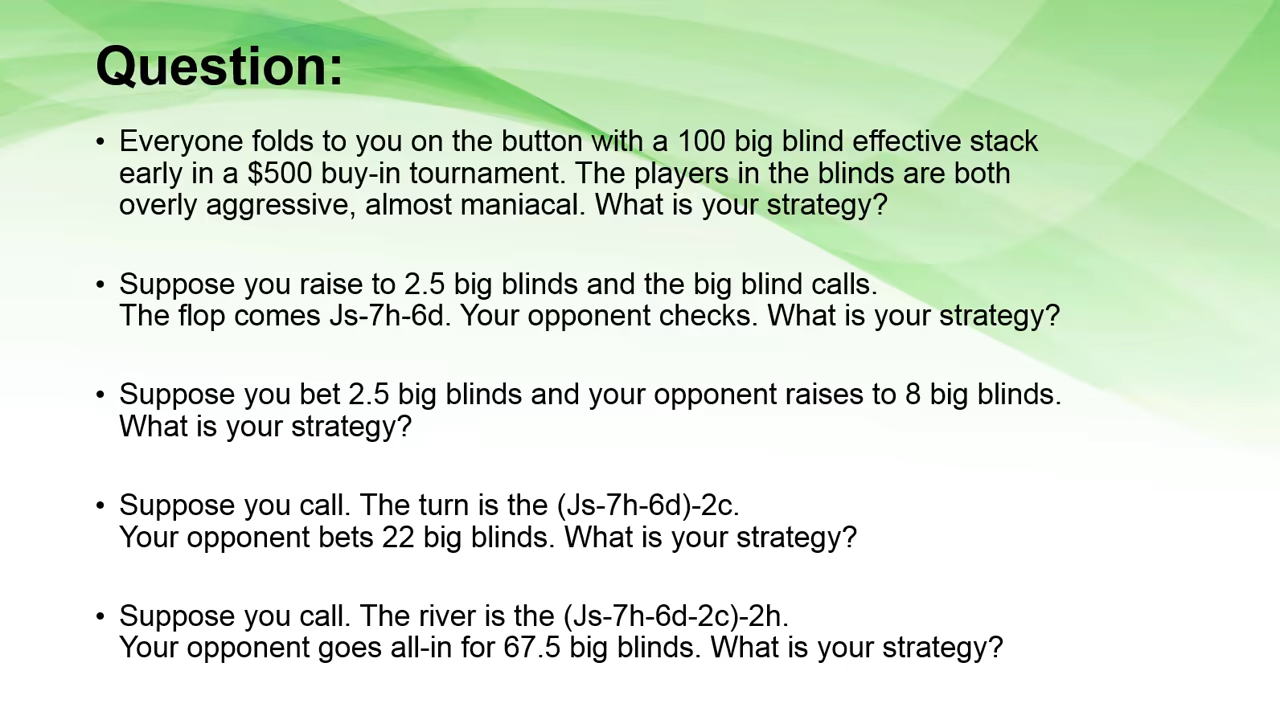 Question:
• Everyone folds to you on the button with a 100 big blind effective stack
early in a $500 buy-in tournament. The players in the blinds are both
overly aggressive, almost maniacal. What is your strategy?
• Suppose you raise to 2.5 big blinds and the big blind calls.
The flop comes Js-7h-6d. Your opponent checks. What is your strategy?
• Suppose you bet 2.5 big blinds and your opponent raises to 8 big blinds.
What is your strategy?
• Suppose you call. The turn is the (Js-7h-6d)-2c.
Your opponent bets 22 big blinds. What is your strategy?
• Suppose you call. The river is the (Js-7h-6d-2c)-2h.
Your opponent goes all-in for 67.5 big blinds. What is your strategy?